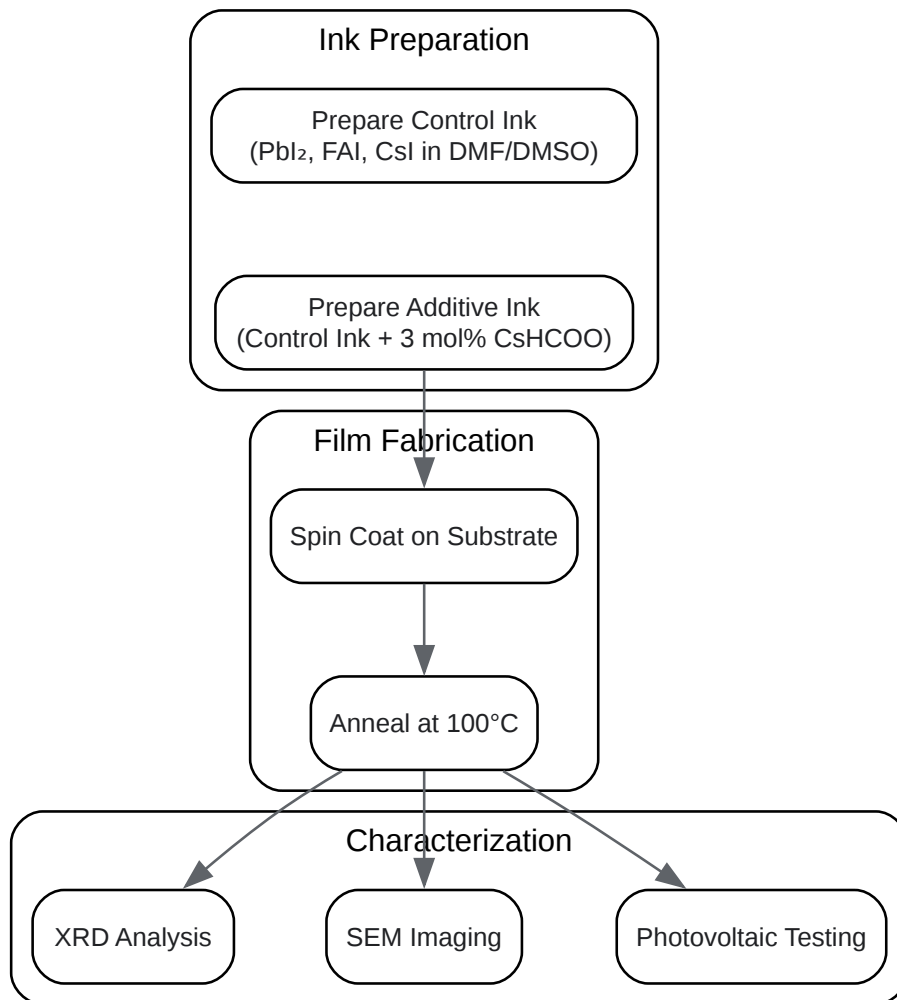 Ink Preparation
Prepare Control Ink
(PbI₂, FAI, CsI in DMF/DMSO)
Prepare Additive Ink
(Control Ink + 3 mol% CsHCOO)
Film Fabrication
Spin Coat on Substrate
Anneal at 100°C
Characterization
XRD Analysis
SEM Imaging
Photovoltaic Testing